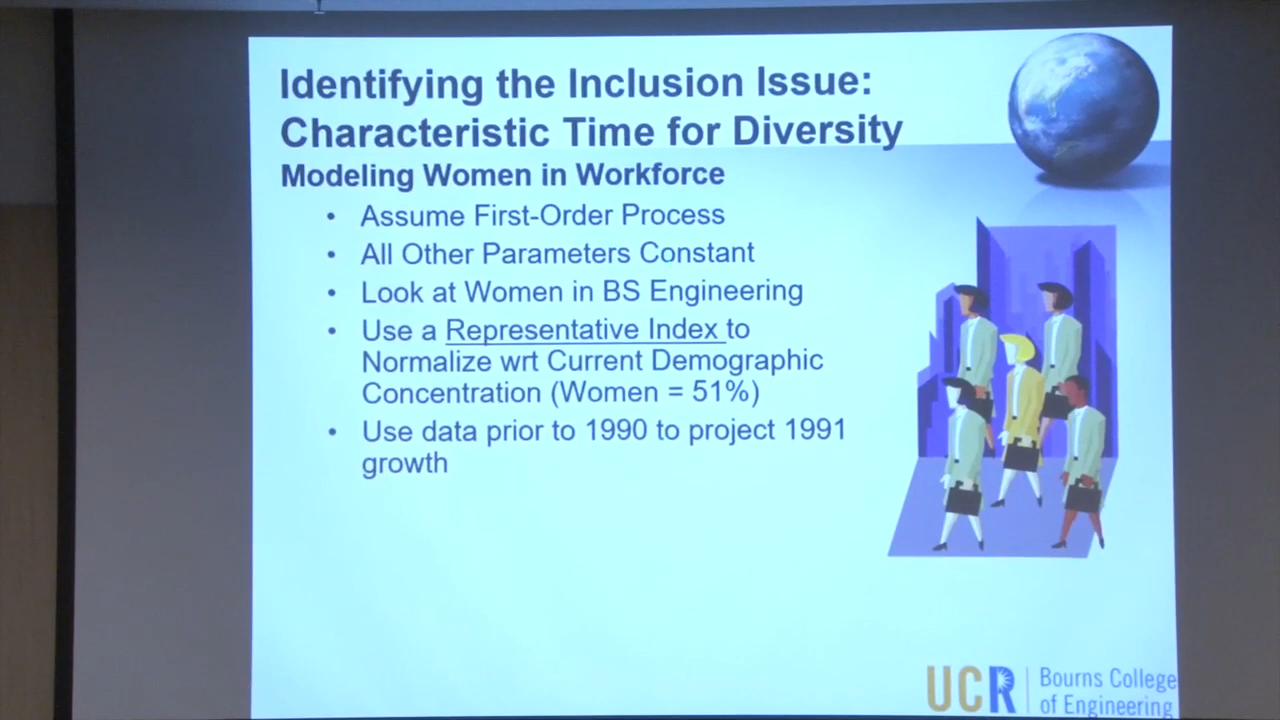 Identifying the Inclusion Issue:
Characteristic Time for Diversity
Modeling Women in Workforce
• Assume First-Order Process
• All Other Parameters Constant
• Look at Women in BS Engineering
• Use a Representative Index to
Normalize wrt Current Demographic
Concentration (Women = 51%)
• Use data prior to 1990 to project 1991
growth
UCR
Bourns College
of Engineering